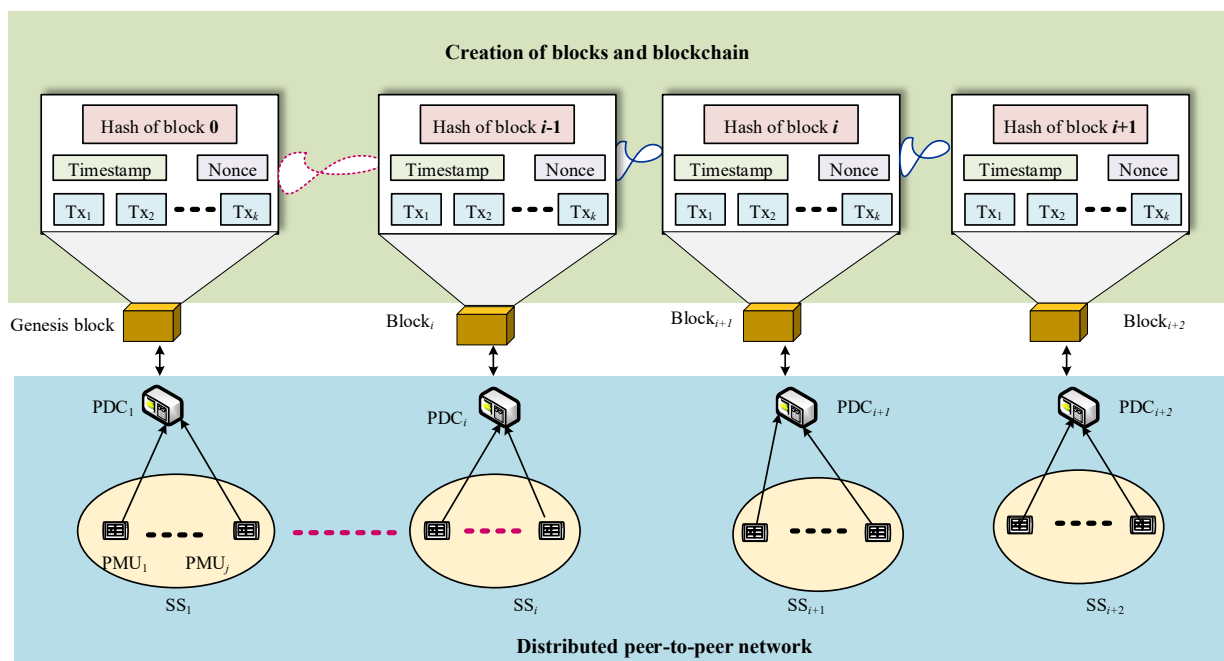 Creation of blocks and blockchain
Hash of block 0
Hash of block i-1
Hash of block i
Hash of block i+1
Timestamp Nonce
Timestamp Nonce
Timestamp Nonce
Timestamp Nonce
Tx₁ Tx₂ Txₖ
Tx₁ Tx₂ Txₖ
Tx₁ Tx₂ Txₖ
Tx₁ Tx₂ Txₖ
Genesis block
Blockᵢ
Blockᵢ₊₁
Blockᵢ₊₂
PDC₁
PDCᵢ
PDCᵢ₊₁
PDCᵢ₊₂
PMU₁ PMUⱼ
SS₁
SSᵢ
SSᵢ₊₁
SSᵢ₊₂
Distributed peer-to-peer network